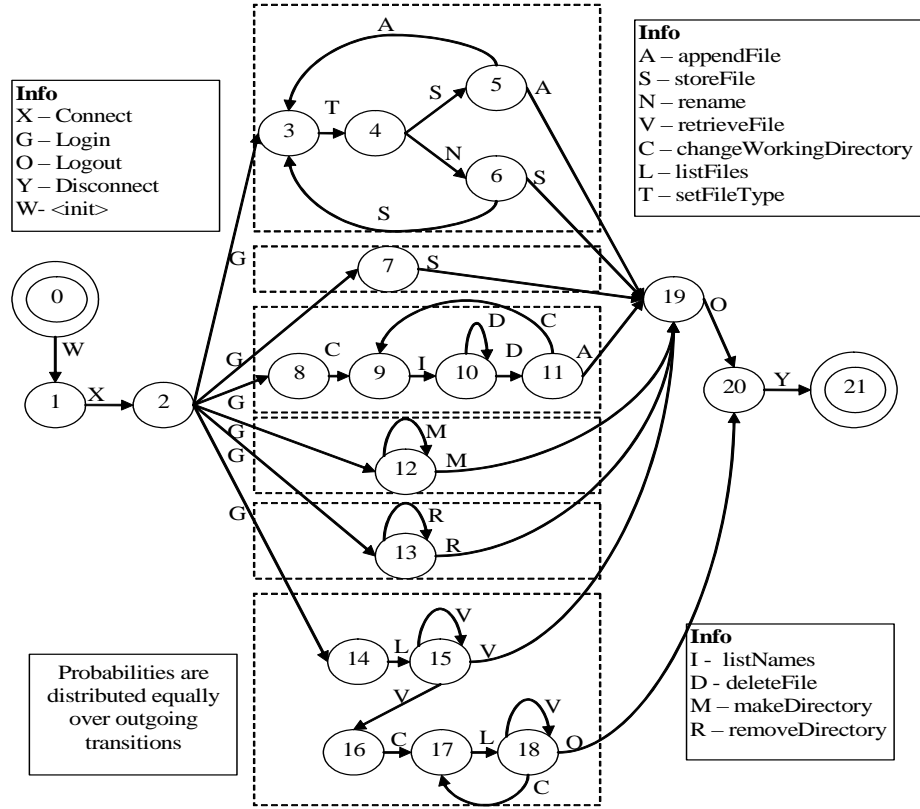 Info
X – Connect
G – Login
O – Logout
Y – Disconnect
W- <init>
Info
A – appendFile
S – storeFile
N – rename
V – retrieveFile
C – changeWorkingDirectory
L – listFiles
T – setFileType
A
3
T
4
S
5
A
N
6
S
S
G
7
S
0
W
1
X
2
19
O
20
Y
21
G
8
C
9
I
10
D
D
11
C
A
G
G
12
M
M
G
13
R
R
G
14
L
15
V
V
V
16
C
17
L
18
V
O
C
Probabilities are
distributed equally
over outgoing
transitions
Info
I - listNames
D - deleteFile
M – makeDirectory
R – removeDirectory